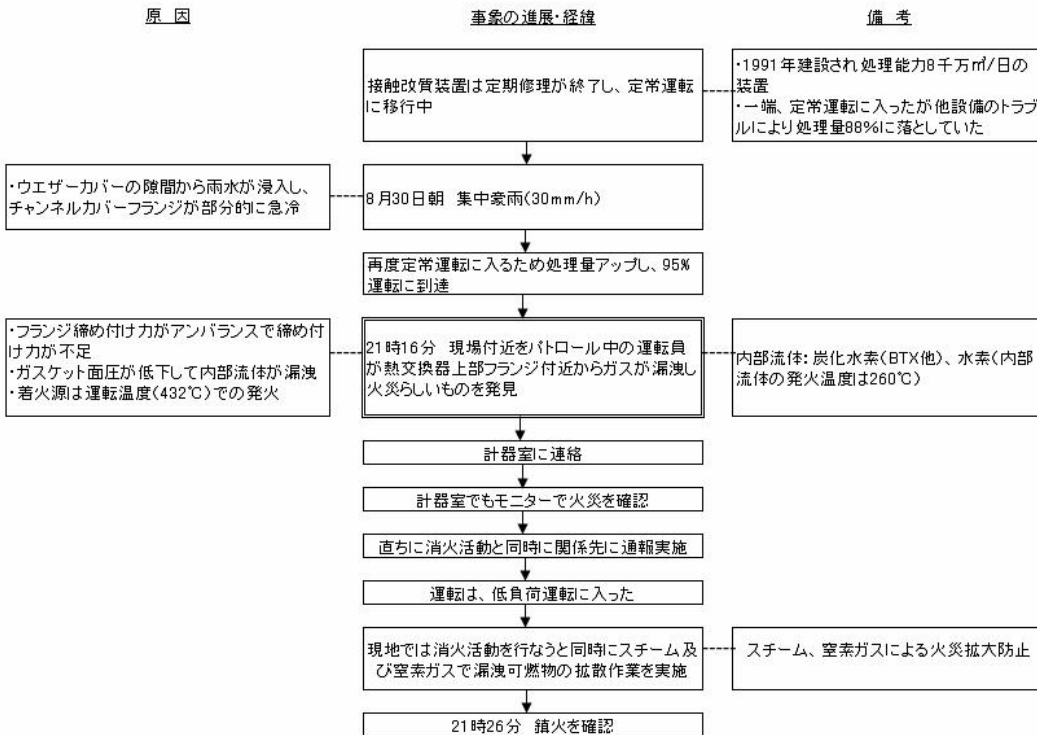 原 因
事象の進展・経緯
備 考
接触改質装置は定期修理が終了し、定常運転
に移行中
・1991年建設され処理能力8千万㎥/日の
装置
・一端、定常運転に入ったが他設備のトラブ
ルにより処理量88%に落としていた
・ウエザーカバーの隙間から雨水が浸入し、
チャンネルカバーフランジが部分的に急冷
8月30日朝 集中豪雨(30mm/h)
再度定常運転に入るため処理量アップし、95%
運転に到達
・フランジ締め付け力がアンバランスで締め付
け力が不足
・ガスケット面圧が低下して内部流体が漏洩
・着火源は運転温度(432℃)での発火
21時16分 現場付近をパトロール中の運転員
が熱交換器上部フランジ付近からガスが漏洩し
火災らしいものを発見
内部流体:炭化水素(BTX他)、水素(内部
流体の発火温度は260℃)
計器室に連絡
計器室でもモニターで火災を確認
直ちに消火活動と同時に関係先に通報実施
運転は、低負荷運転に入った
現地では消火活動を行なうと同時にスチーム及
び窒素ガスで漏洩可燃物の拡散作業を実施
スチーム、窒素ガスによる火災拡大防止
21時26分 鎮火を確認